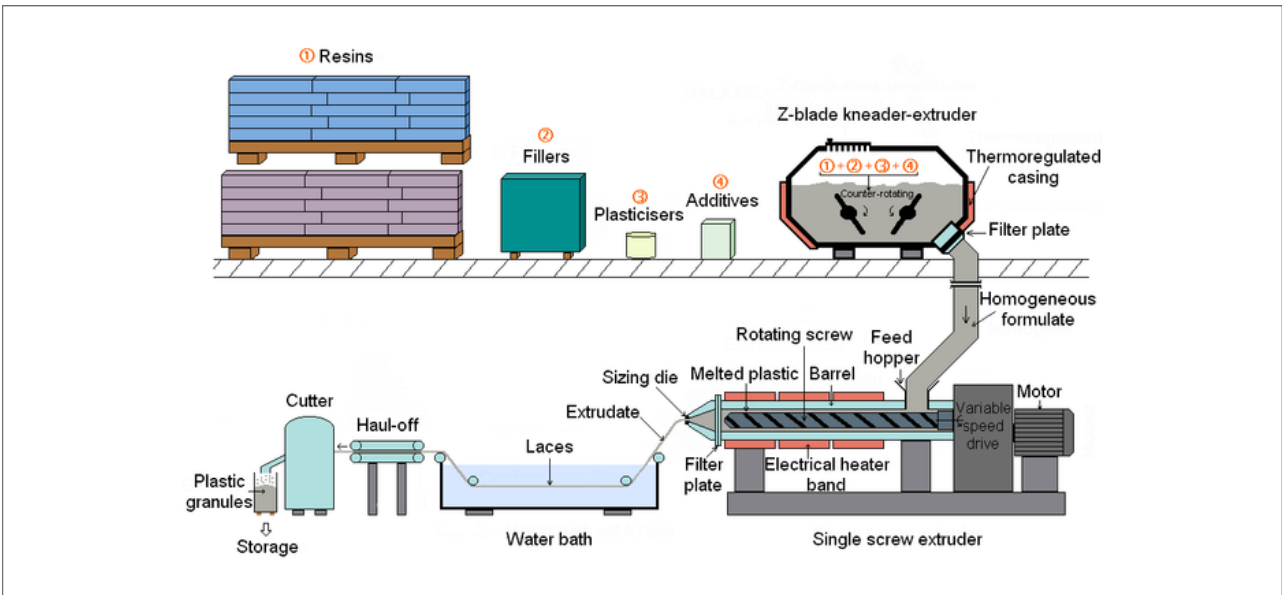 ① Resins
Z-blade kneader-extruder
②
Fillers
①+②+③+④
Thermoregulated
casing
③
Plasticisers
④
Additives
Counter-rotating
Filter plate
Homogeneous
formulate
Rotating screw
Feed
hopper
Sizing die
Melted plastic
Barrel
Motor
Cutter
Extrudate
Variable
speed
drive
Haul-off
Laces
Filter
plate
Electrical heater
band
Plastic
granules
Storage
Water bath
Single screw extruder